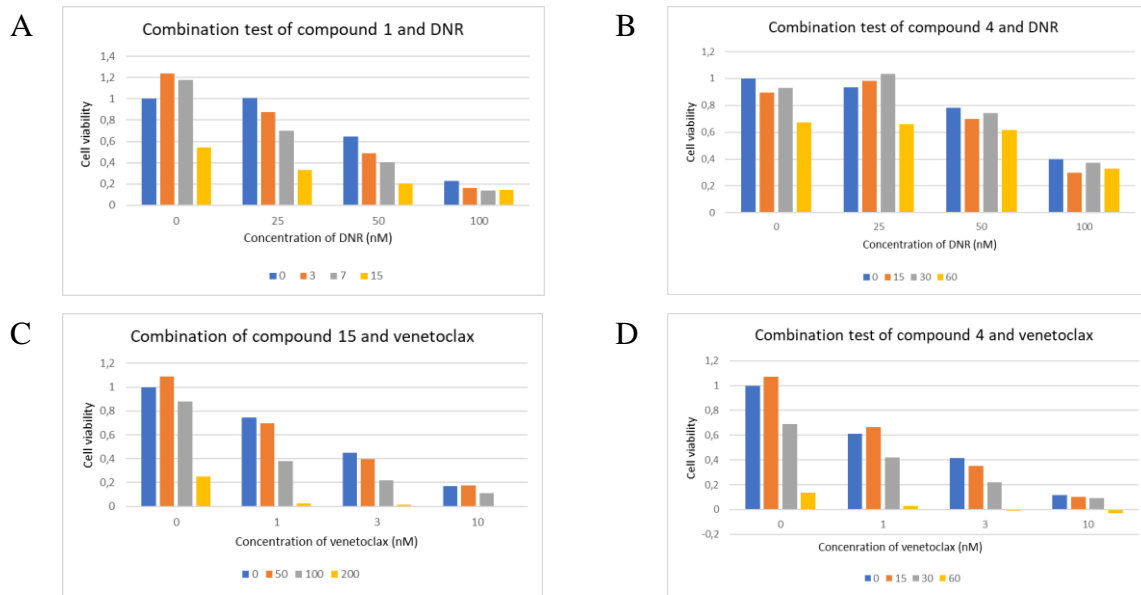 A
Combination test of compound 1 and DNR
1,4
1,2
1
0,8
0,6
0,4
0,2
0
Cell viability
0 25 50 100
Concentration of DNR (nM)
0 3 7 15
B
Combination test of compound 4 and DNR
1,2
1
0,8
0,6
0,4
0,2
0
Cell viability
0 25 50 100
Concentration of DNR (nM)
0 15 30 60
C
Combination of compound 15 and venetoclax
1,2
1
0,8
0,6
0,4
0,2
0
Cell viability
0 1 3 10
Concentration of venetoclax (nM)
0 50 100 200
D
Combination test of compound 4 and venetoclax
1,2
1
0,8
0,6
0,4
0,2
0
-0,2
Cell viability
0 1 3 10
Concenration of venetoclax (nM)
0 15 30 60